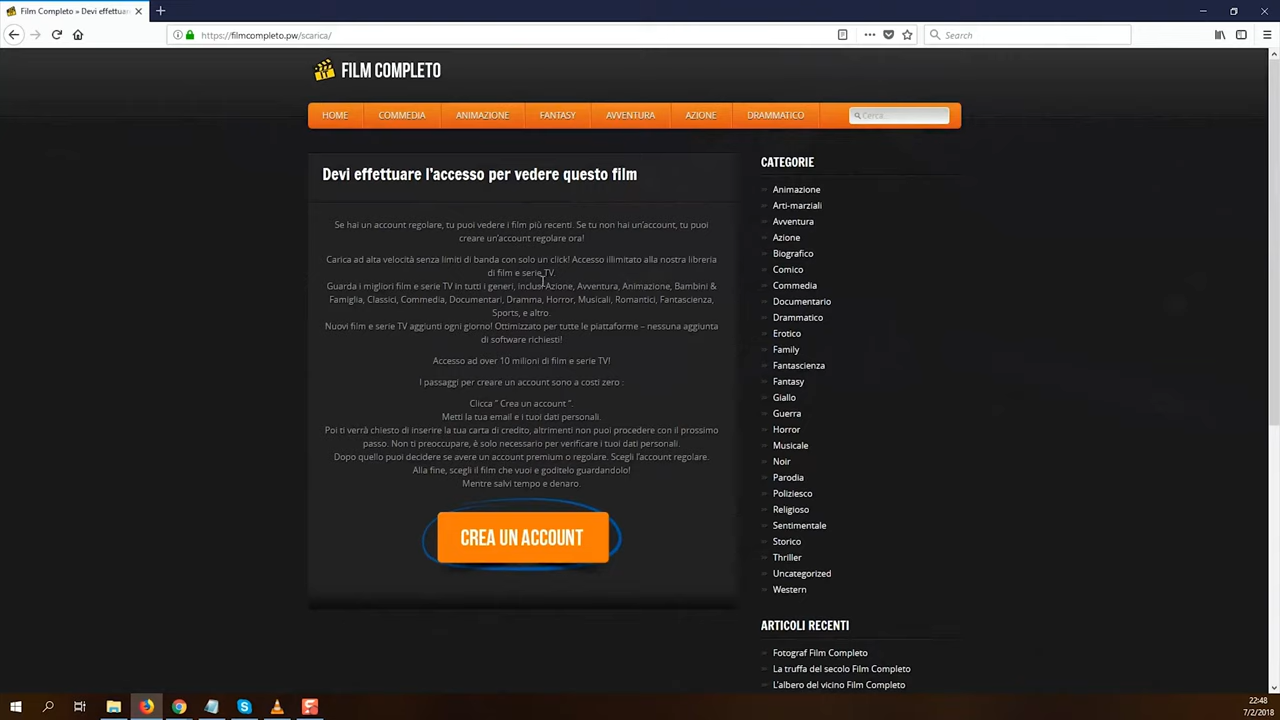 Film Completo » Devi effettuar
https://filmcompleto.pw/scarica/
Search
FILM COMPLETO
HOME COMMEDIA ANIMAZIONE FANTASY AVVENTURA AZIONE DRAMMATICO Cerca
Devi effettuare l'accesso per vedere questo film
Se hai un account regolare, tu puoi vedere i film più recenti. Se tu non hai un'account, tu puoi
creare un'account regolare ora!
Carica ad alta velocità senza limiti di banda con solo un click! Accesso illimitato alla nostra libreria
di film e serie TV.
Guarda i migliori film e serie TV in tutti i generi, inclusi Azione, Avventura, Animazione, Bambini &
Famiglia, Classici, Commedia, Documentari, Dramma, Horror, Musicali, Romantici, Fantascienza,
Sports, e altro.
Nuovi film e serie TV aggiunti ogni giorno! Ottimizzato per tutte le piattaforme – nessuna aggiunta
di software richiesti!
Accesso ad over 10 milioni di film e serie TV!
I passaggi per creare un account sono a costi zero :
Clicca " Crea un account ".
Metti la tua email e i tuoi dati personali.
Poi ti verrà chiesto di inserire la tua carta di credito, altrimenti non puoi procedere con il prossimo
passo. Non ti preoccupare, è solo necessario per verificare i tuoi dati personali.
Dopo quello puoi decidere se avere un account premium o regolare. Scegli l'account regolare.
Alla fine, scegli il film che vuoi e goditelo guardandolo!
Mentre salvi tempo e denaro.
CREA UN ACCOUNT
CATEGORIE
Animazione
Arti-marziali
Avventura
Azione
Biografico
Comico
Commedia
Documentario
Drammatico
Erotico
Family
Fantascienza
Fantasy
Giallo
Guerra
Horror
Musicale
Noir
Parodia
Poliziesco
Religioso
Sentimentale
Storico
Thriller
Uncategorized
Western
ARTICOLI RECENTI
Fotograf Film Completo
La truffa del secolo Film Completo
L'albero del vicino Film Completo
22:48
7/2/2018